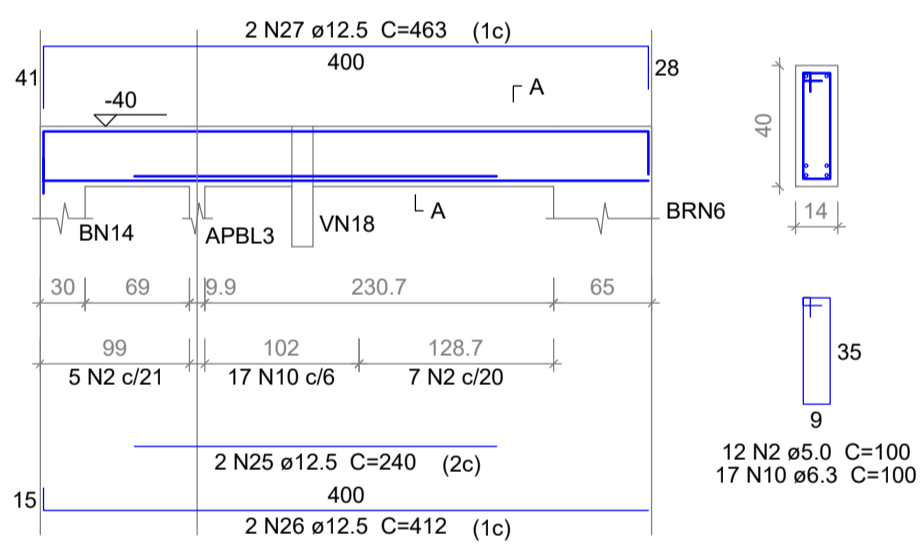 2 N27 ø12.5 C=463 (1c)
400
41
28
A
-40
40
14
A
BN14
APBL3
VN18
BRN6
30
69
9.9
230.7
65
99
102
128.7
5 N2 c/21
17 N10 c/6
7 N2 c/20
35
9
12 N2 ø5.0 C=100
17 N10 ø6.3 C=100
2 N25 ø12.5 C=240 (2c)
15
400
2 N26 ø12.5 C=412 (1c)